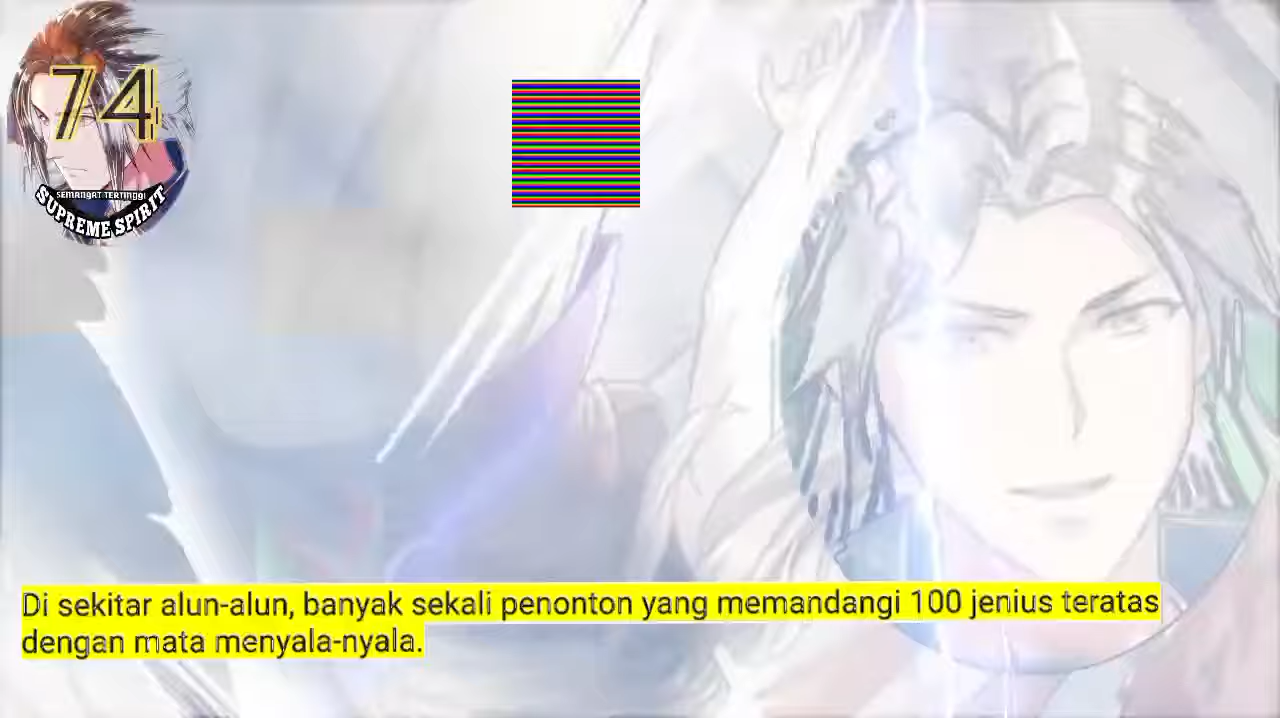 74
SEMANGAT TERTINGGI
SUPREME SPIRIT
Di sekitar alun-alun, banyak sekali penonton yang memandangi 100 jenius teratas
dengan mata menyala-nyala.